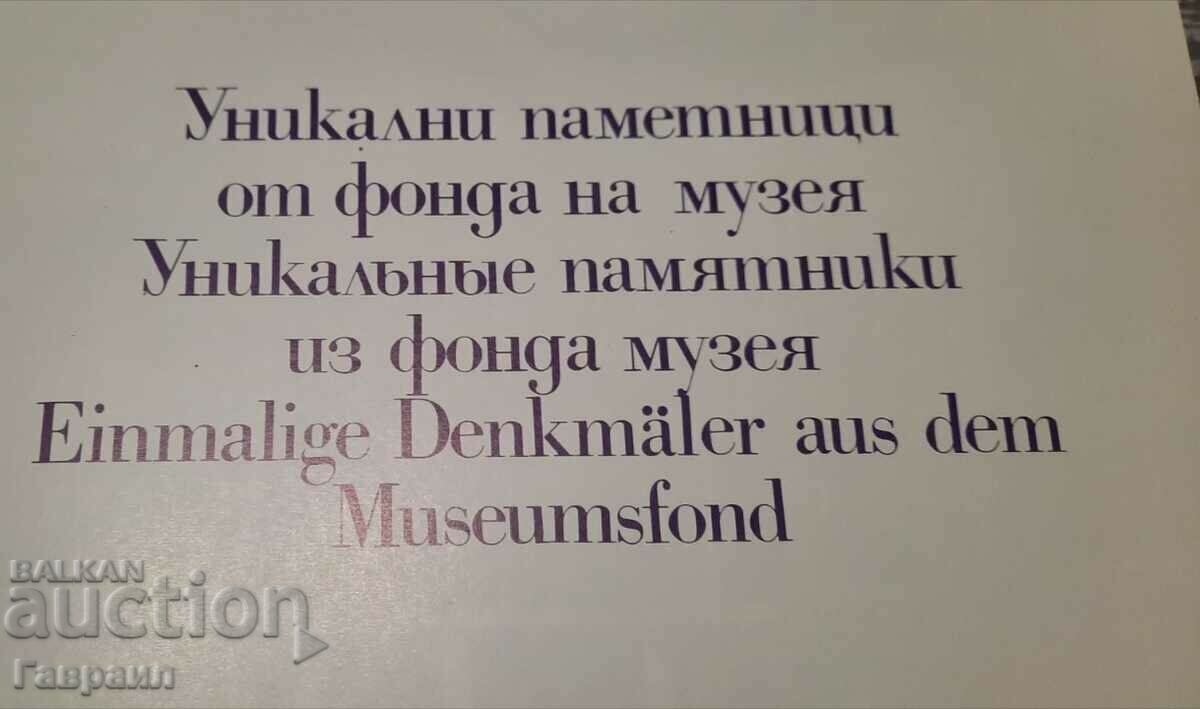 Уникални паметници
от фонда на музея
Уникальные памятники
из фонда музея
Einmalige Denkmäler aus dem
Museumsfond
BALKAN
auction
Гавраил